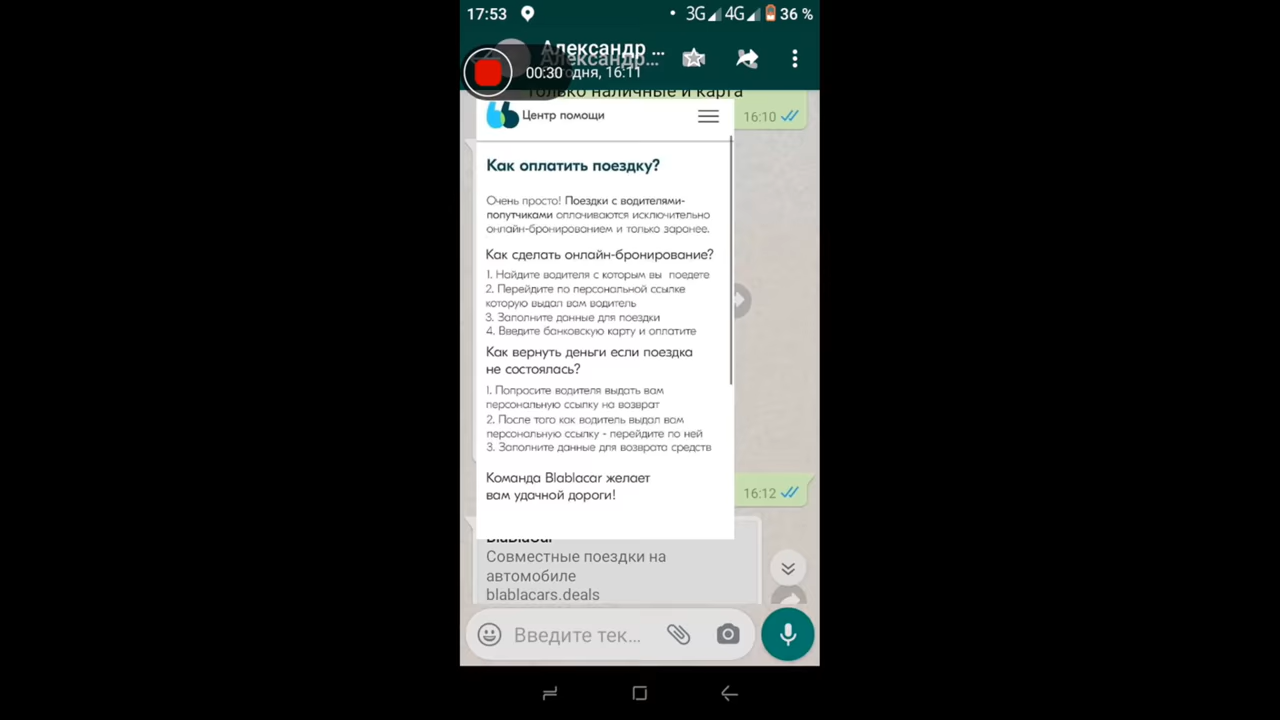 17:53 3G 4G 36 %
Александр ...
Александр...
00:30 одня, 16:11
только наличные и карта
16:10
Центр помощи
Как оплатить поездку?
Очень просто! Поездки с водителями-
попутчиками оплачиваются исключительно
онлайн-бронированием и только заранее.
Как сделать онлайн-бронирование?
1. Найдите водителя с которым вы поедете
2. Перейдите по персональной ссылке
которую выдал вам водитель
3. Заполните данные для поездки
4. Введите банковскую карту и оплатите
Как вернуть деньги если поездка
не состоялась?
1. Попросите водителя выдать вам
персональную ссылку на возврат
2. После того как водитель выдал вам
персональную ссылку - перейдите по ней
3. Заполните данные для возврата средств
Команда Blablacar желает
вам удачной дороги!
16:12
BlaBlaCar
Совместные поездки на
автомобиле
blablacars.deals
Введите тек...